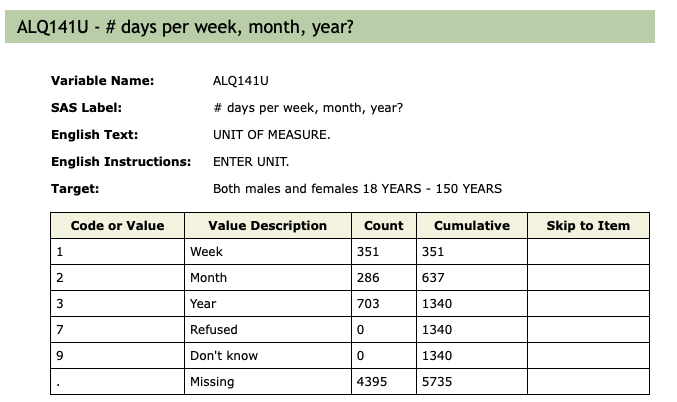 ALQ141U - # days per week, month, year?
Variable Name: ALQ141U
SAS Label: # days per week, month, year?
English Text: UNIT OF MEASURE.
English Instructions: ENTER UNIT.
Target: Both males and females 18 YEARS - 150 YEARS
Code or Value Value Description Count Cumulative Skip to Item
1 Week 351 351
2 Month 286 637
3 Year 703 1340
7 Refused 0 1340
9 Don't know 0 1340
. Missing 4395 5735